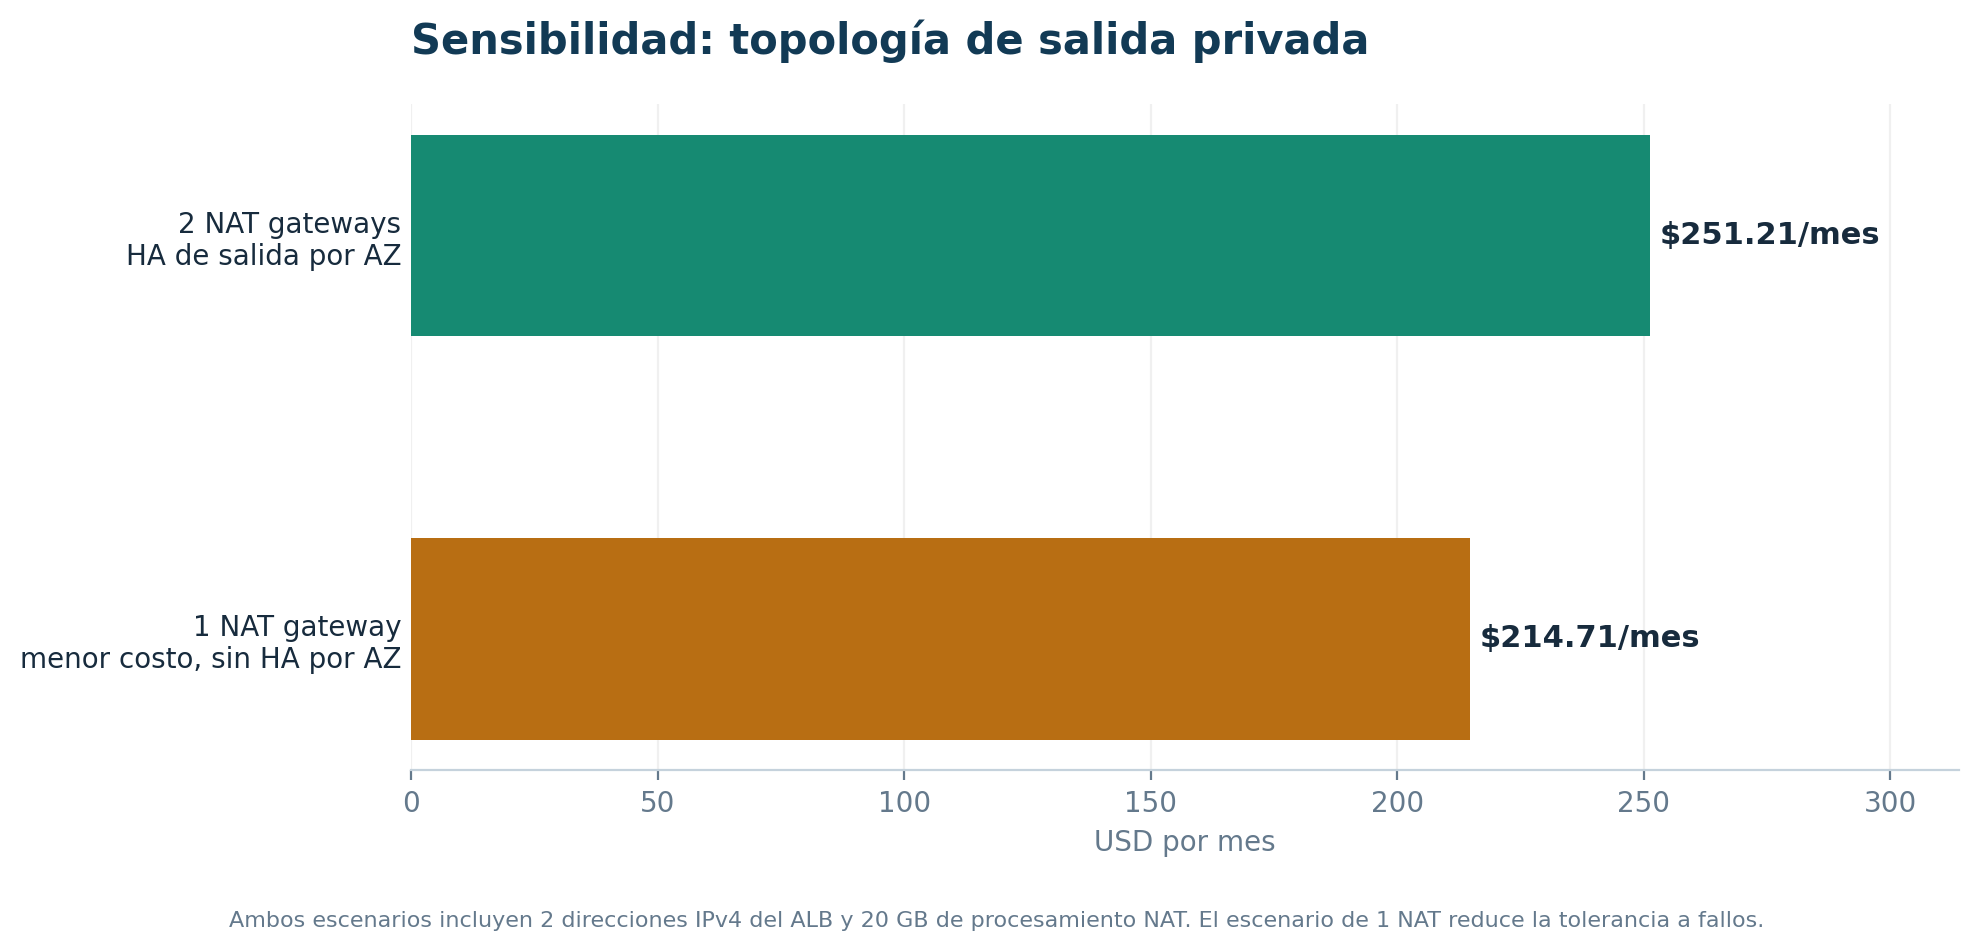 Sensibilidad: topología de salida privada
2 NAT gateways
HA de salida por AZ
$251.21/mes
1 NAT gateway
menor costo, sin HA por AZ
$214.71/mes
0 50 100 150 200 250 300
USD por mes
Ambos escenarios incluyen 2 direcciones IPv4 del ALB y 20 GB de procesamiento NAT. El escenario de 1 NAT reduce la tolerancia a fallos.